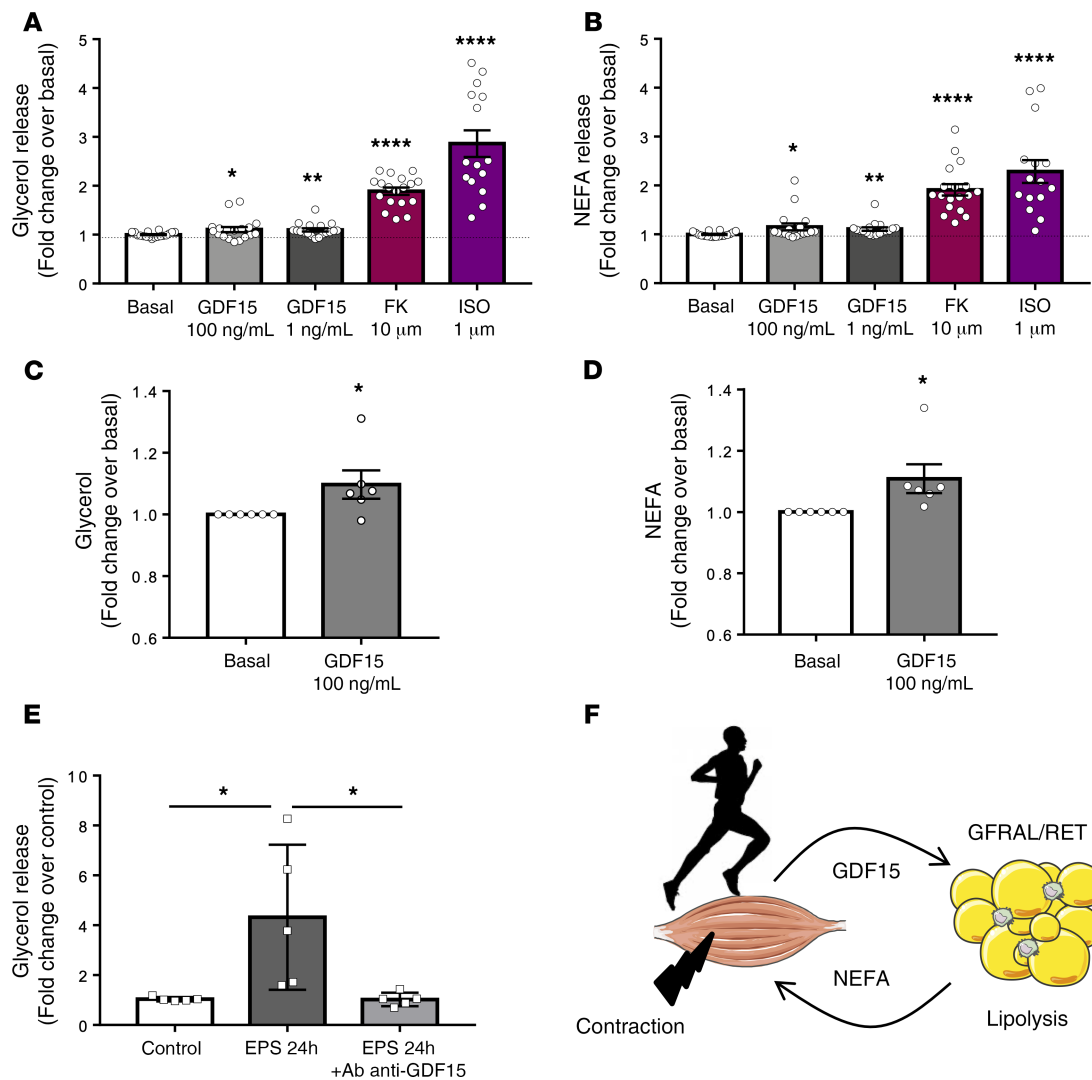 A
Glycerol release
(Fold change over basal)
5
4
3
2
1
0
*
**
****
****
Basal
GDF15
100 ng/mL
GDF15
1 ng/mL
FK
10 μm
ISO
1 μm
B
NEFA release
(Fold change over basal)
5
4
3
2
1
0
*
**
****
****
Basal
GDF15
100 ng/mL
GDF15
1 ng/mL
FK
10 μm
ISO
1 μm
C
Glycerol
(Fold change over basal)
1.4
1.2
1.0
0.8
0.6
*
Basal
GDF15
100 ng/mL
D
NEFA
(Fold change over basal)
1.4
1.2
1.0
0.8
0.6
*
Basal
GDF15
100 ng/mL
E
Glycerol release
(Fold change over control)
10
8
6
4
2
0
*
*
Control
EPS 24h
EPS 24h
+Ab anti-GDF15
F
GFRAL/RET
GDF15
NEFA
Contraction
Lipolysis